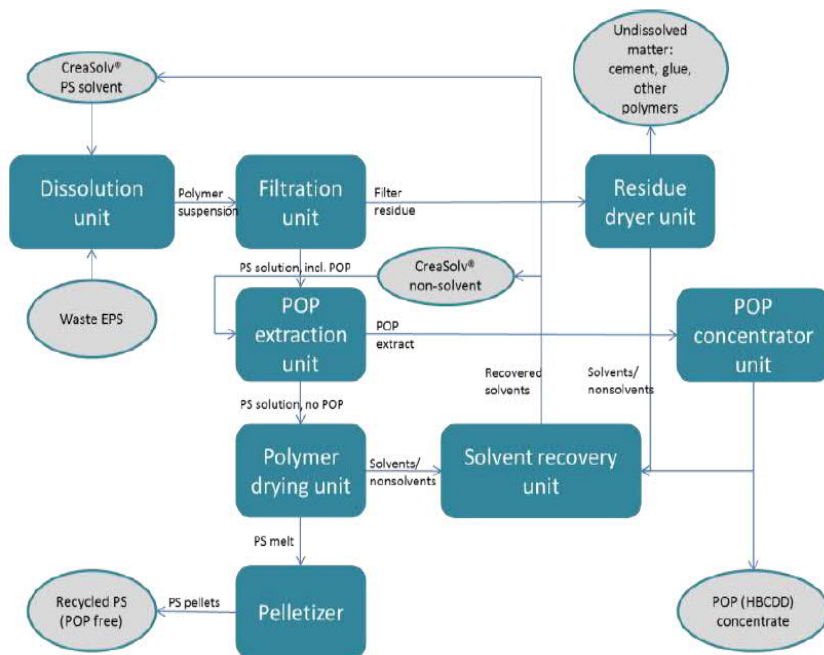 Undissolved
matter:
cement, glue,
other
polymers
CreaSolv®
PS solvent
Dissolution
unit
Polymer
suspension
Filtration
unit
Filter
residue
Residue
dryer unit
PS solution, incl. POP
CreaSolv®
non-solvent
Waste EPS
POP
extraction
unit
POP
extract
POP
concentrator
unit
Recovered
solvents
Solvents/
nonsolvents
PS solution, no POP
Polymer
drying unit
Solvents/
nonsolvents
Solvent recovery
unit
PS melt
Recycled PS
(POP free)
PS pellets
Pelletizer
POP (HBCDD)
concentrate